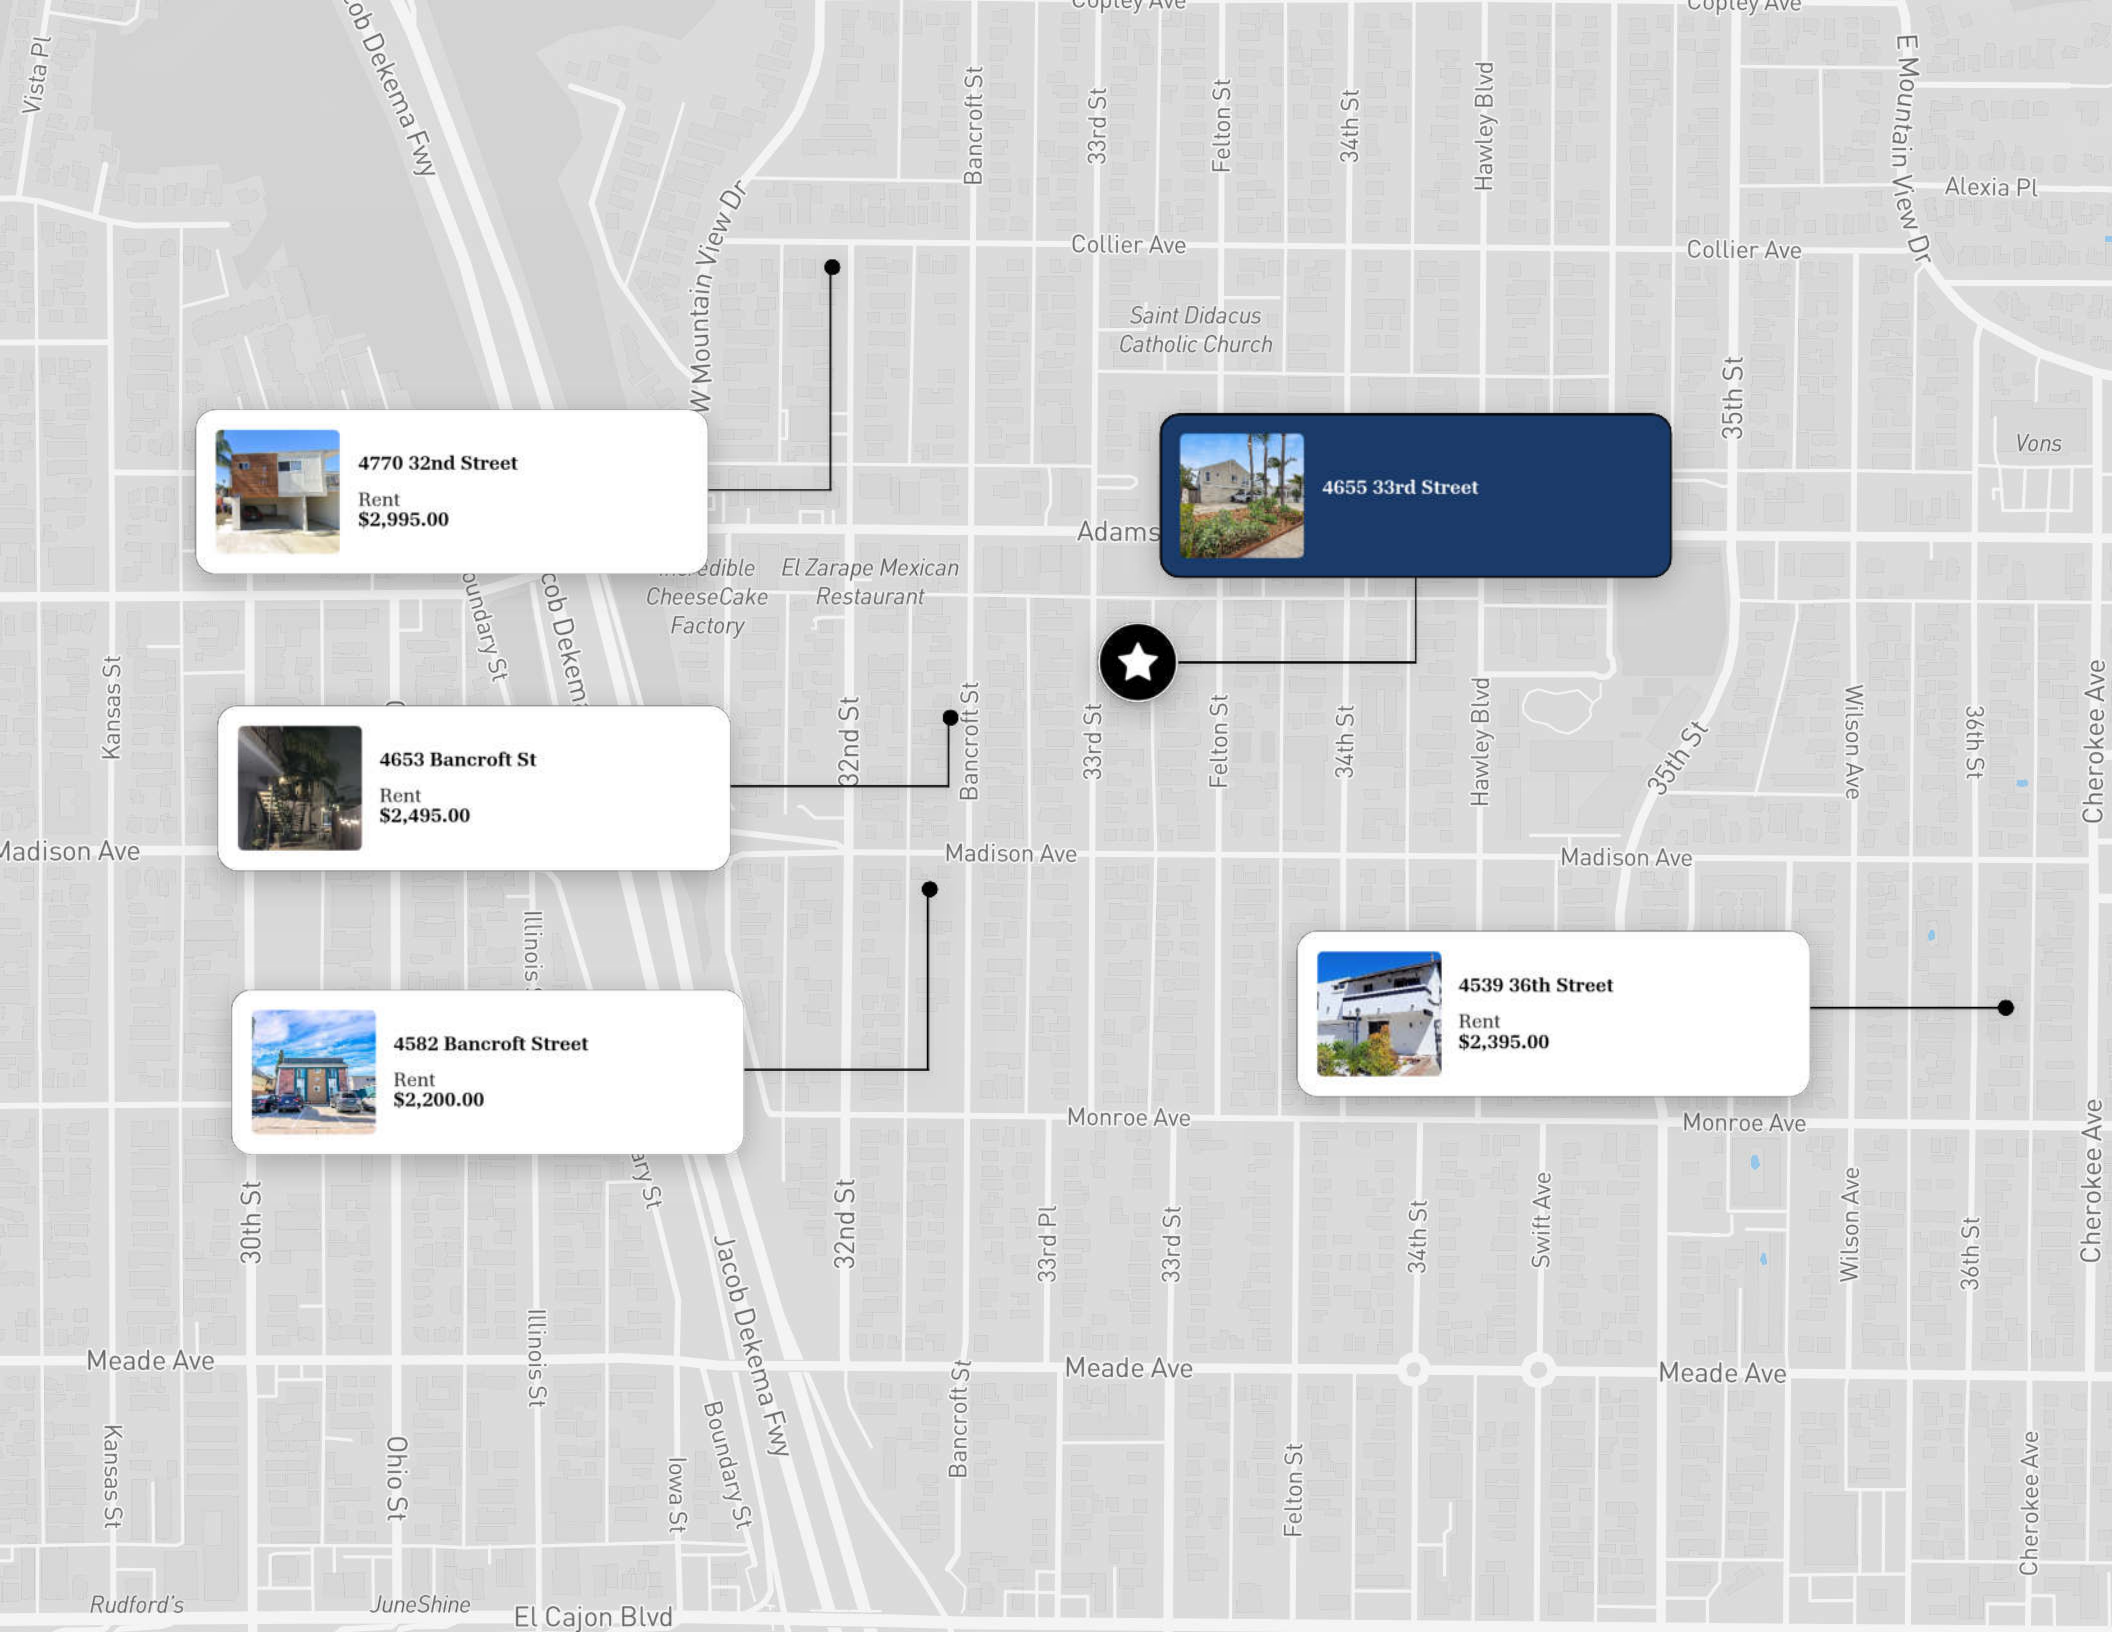 Copley Ave
Copley Ave
Vista Pl
cob Dekema Fwy
Bancroft St
33rd St
Felton St
34th St
Hawley Blvd
E Mountain View Dr
Alexia Pl
W Mountain View Dr
Collier Ave
Collier Ave
Saint Didacus
Catholic Church
35th St
Vons
4770 32nd Street
Rent
$2,995.00
4655 33rd Street
Adams
CheeseCake
Factory
El Zarape Mexican
Restaurant
oundary St
cob Dekema
Kansas St
32nd St
Bancroft St
33rd St
Felton St
34th St
Hawley Blvd
35th St
Wilson Ave
36th St
Cherokee Ave
4653 Bancroft St
Rent
$2,495.00
Madison Ave
Madison Ave
Madison Ave
Illinois
4582 Bancroft Street
Rent
$2,200.00
4539 36th Street
Rent
$2,395.00
Monroe Ave
Monroe Ave
ary St
30th St
32nd St
33rd Pl
33rd St
34th St
Swift Ave
Wilson Ave
36th St
Cherokee Ave
Jacob Dekema Fwy
Illinois St
Meade Ave
Meade Ave
Meade Ave
Kansas St
Ohio St
Iowa St
Boundary St
Bancroft St
Felton St
Cherokee Ave
Rudford's
JuneShine
El Cajon Blvd